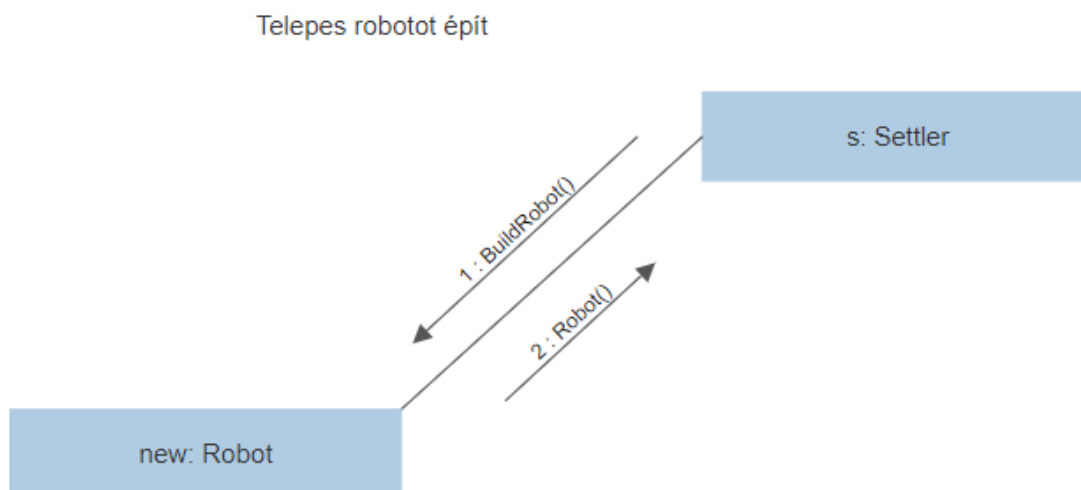 Telepes robotot épít
s: Settler
1 : BuildRobot()
2 : Robot()
new: Robot